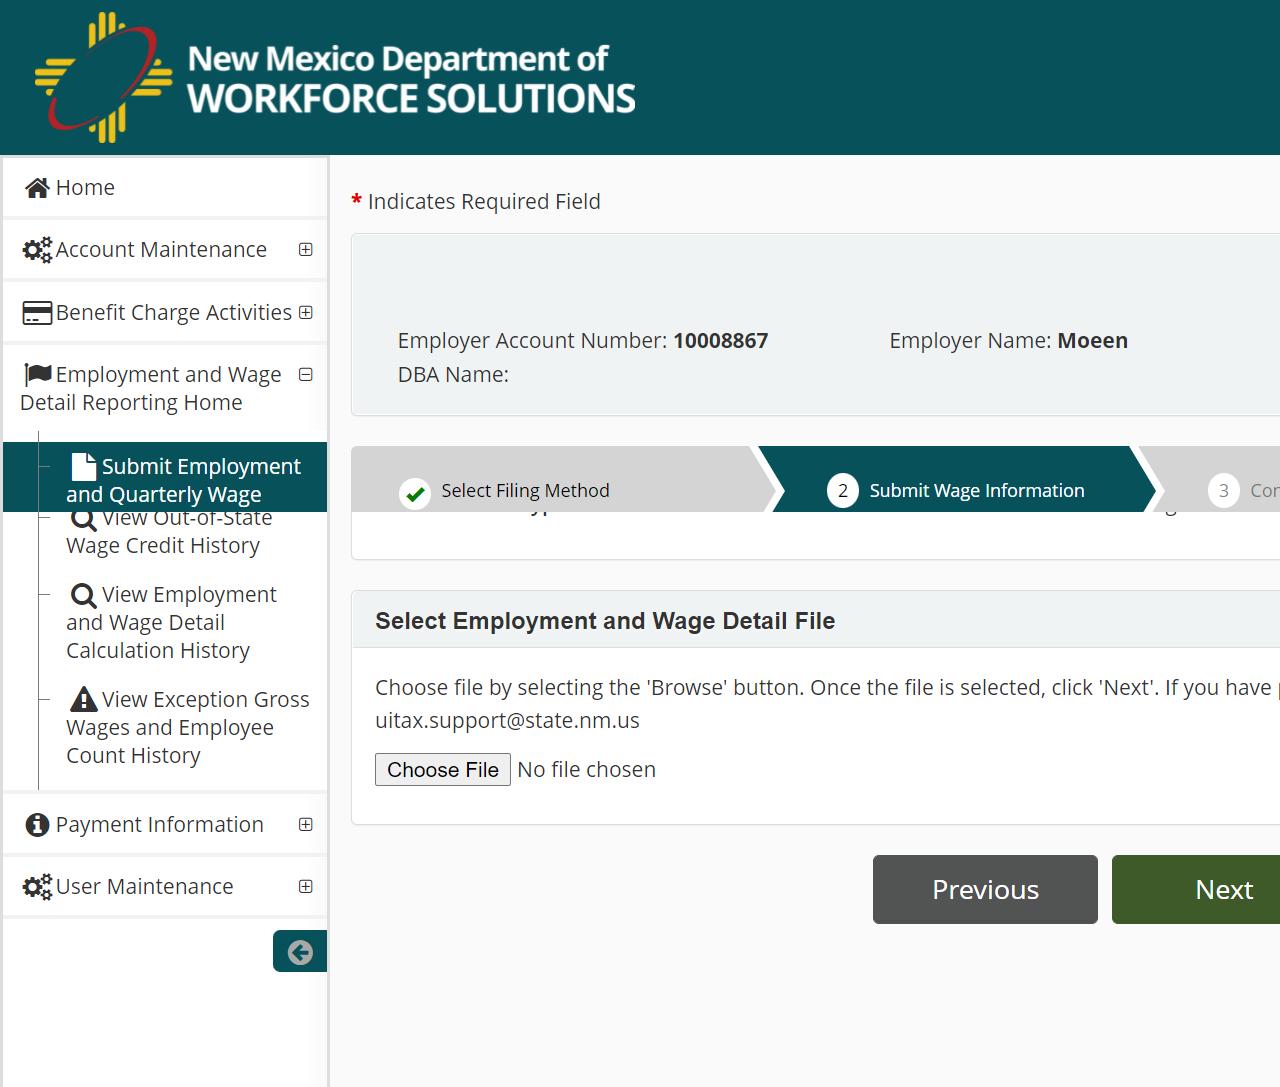 New Mexico Department of
WORKFORCE SOLUTIONS
Home
Account Maintenance
Benefit Charge Activities
Employment and Wage
Detail Reporting Home
Submit Employment
and Quarterly Wage
View Out-of-State
Wage Credit History
View Employment
and Wage Detail
Calculation History
View Exception Gross
Wages and Employee
Count History
Payment Information
User Maintenance
* Indicates Required Field
Employer Account Number: 10008867
Employer Name: Moeen
DBA Name:
Select Filing Method
2 Submit Wage Information
3
Select Employment and Wage Detail File
Choose file by selecting the 'Browse' button. Once the file is selected, click 'Next'. If you have
uitax.support@state.nm.us
Choose File No file chosen
Previous
Next